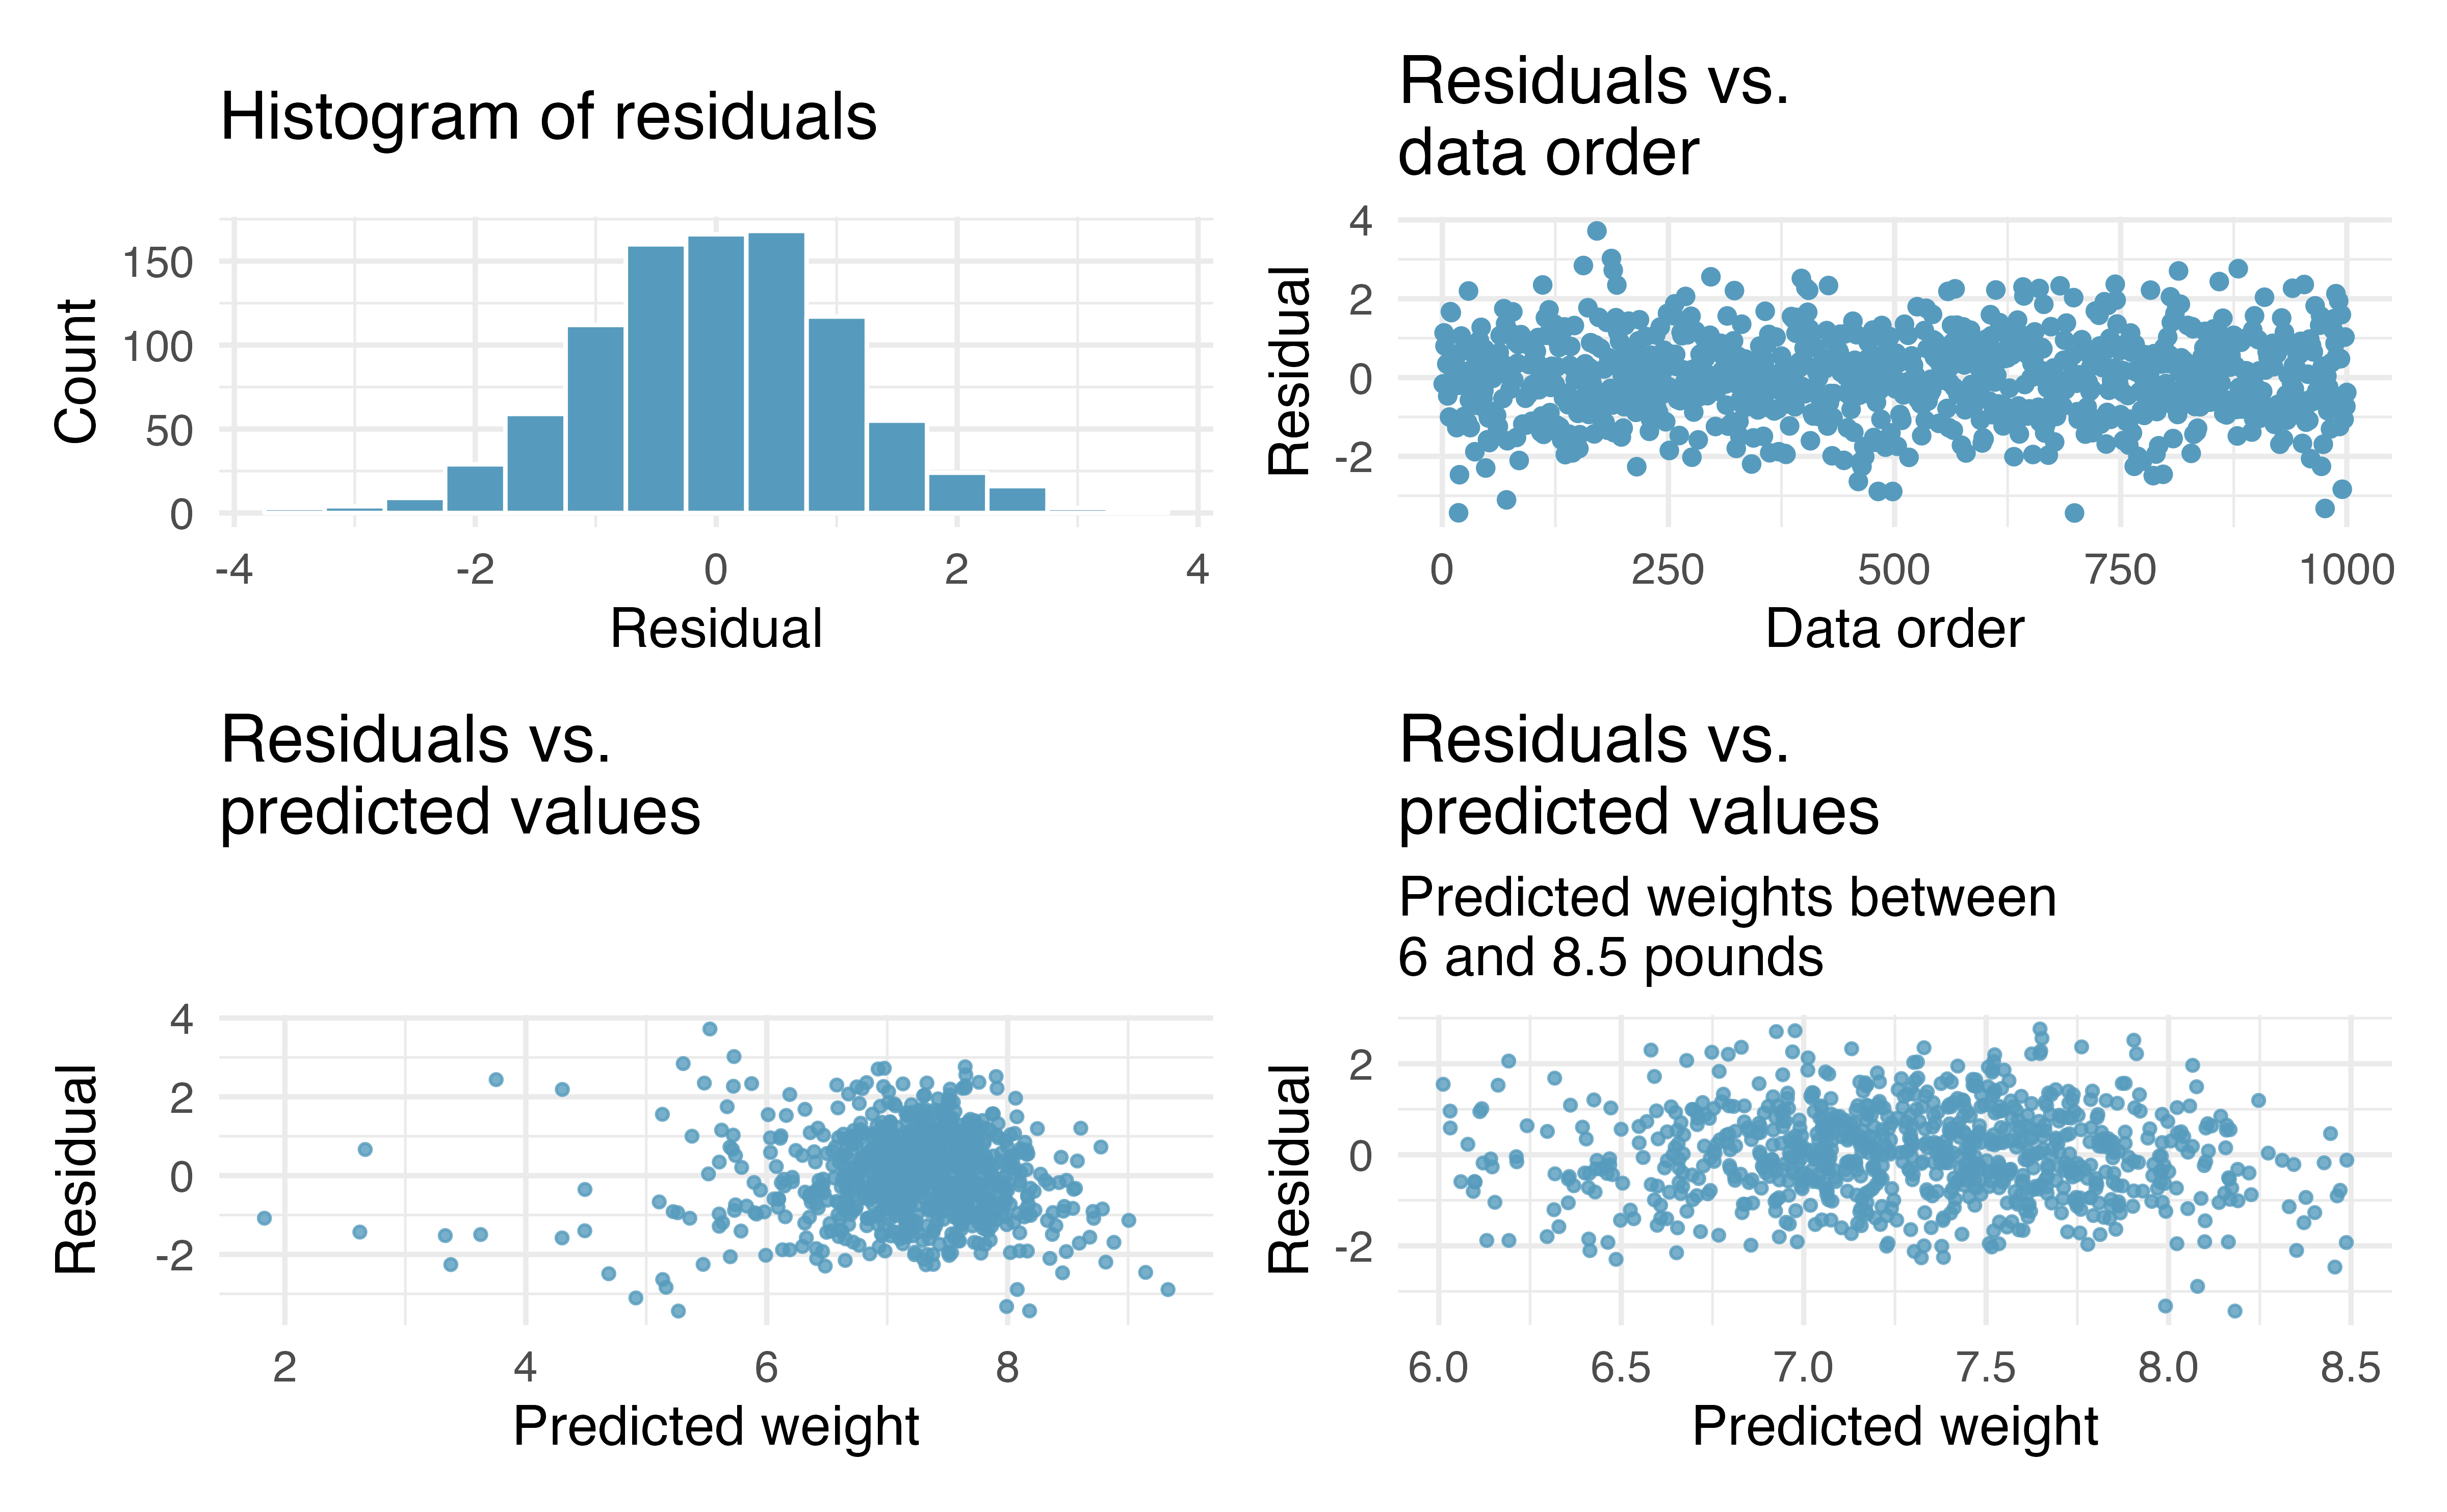 Histogram of residuals
150
100
50
0
Count
-4 -2 0 2 4
Residual
Residuals vs.
data order
4
2
0
-2
Residual
0 250 500 750 1000
Data order
Residuals vs.
predicted values
4
2
0
-2
Residual
2 4 6 8
Predicted weight
Residuals vs.
predicted values
Predicted weights between
6 and 8.5 pounds
2
0
-2
Residual
6.0 6.5 7.0 7.5 8.0 8.5
Predicted weight